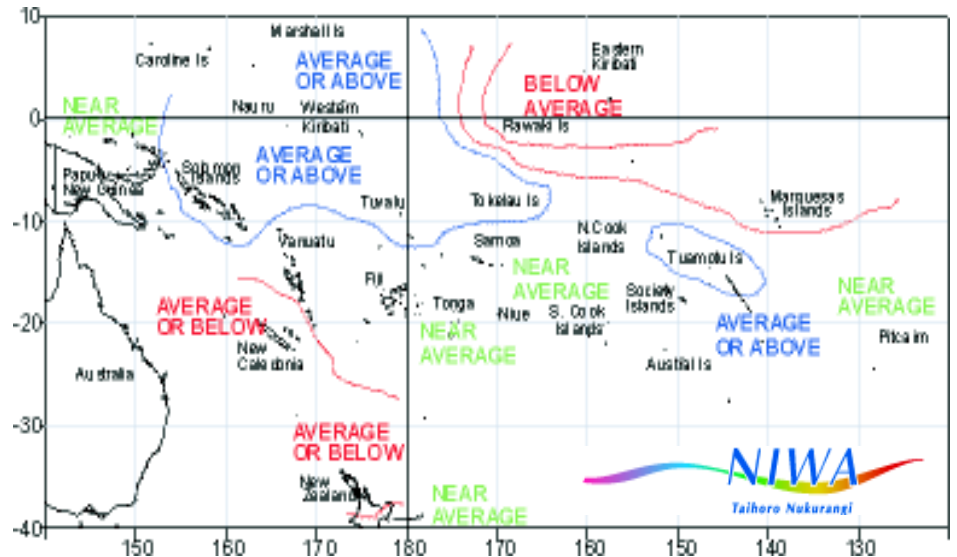 10
0
-10
-20
-30
-40
Marshall Is
Caroline Is
AVERAGE
OR ABOVE
Eastern
Kiribati
BELOW
AVERAGE
NEAR
AVERAGE
Nauru
Western
Kiribati
Rawaki Is
AVERAGE
OR ABOVE
Papua
New Guinea
Solomon
Islands
Tuvalu
Tokelau Is
Marquesas
Islands
Vanuatu
Samoa
N.Cook
Islands
Tuamotu Is
Fiji
NEAR
AVERAGE
Society
Islands
NEAR
AVERAGE
AVERAGE
OR BELOW
Tonga
Niue
S. Cook
Islands
AVERAGE
OR ABOVE
Pitcairn
New
Caledonia
NEAR
AVERAGE
Austral Is
Australia
AVERAGE
OR BELOW
New
Zealand
NEAR
AVERAGE
NIWA
Taihoro Nukurangi
150
160
170
180
170
160
150
140
130